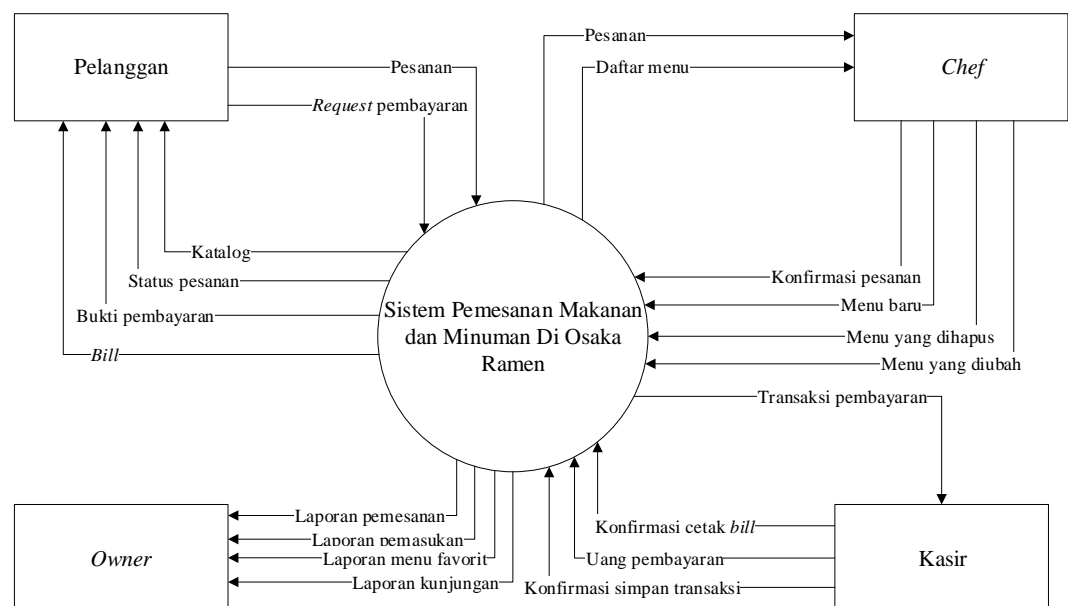 Pelanggan
Pesanan
Request pembayaran
Pesanan
Daftar menu
Chef
Katalog
Status pesanan
Bukti pembayaran
Bill
Sistem Pemesanan Makanan
dan Minuman Di Osaka
Ramen
Konfirmasi pesanan
Menu baru
Menu yang dihapus
Menu yang diubah
Transaksi pembayaran
Owner
Laporan pemesanan
Laporan pemasukan
Laporan menu favorit
Laporan kunjungan
Konfirmasi cetak bill
Uang pembayaran
Konfirmasi simpan transaksi
Kasir